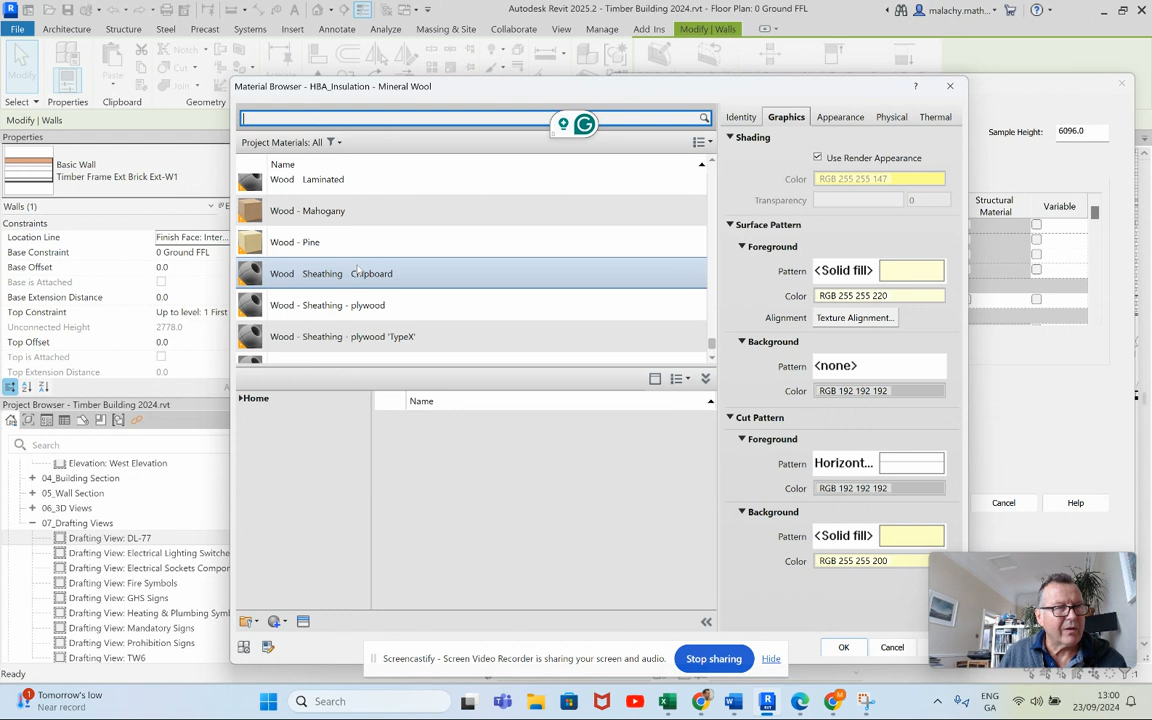 Autodesk Revit 2025.2 - Timber Building 2024.rvt - Floor Plan: 0 Ground FFL
malachy.math...
File Architecture Structure Steel Precast Systems Insert Annotate Analyze Massing & Site Collaborate View Manage Add Ins Modify | Walls
Notch
Cut
Join
Modify Properties Paste
Select Properties Clipboard Geometry
Modify | Walls
Properties
Basic Wall
Timber Frame Ext Brick Ext-W1
Walls (1)
Constraints
Location Line Finish Face: Inter...
Base Constraint 0 Ground FFL
Base Offset 0.0
Base is Attached
Base Extension Distance 0.0
Top Constraint Up to level: 1 First
Unconnected Height 2778.0
Top Offset 0.0
Top is Attached
Top Extension Distance 0.0
Project Browser - Timber Building 2024.rvt
Search
Elevation: West Elevation
04_Building Section
05_Wall Section
06_3D Views
07_Drafting Views
Drafting View: DL-77
Drafting View: Electrical Lighting Switche
Drafting View: Electrical Sockets Compon
Drafting View: Fire Symbols
Drafting View: GHS Signs
Drafting View: Heating & Plumbing Symb
Drafting View: Mandatory Signs
Drafting View: Prohibition Signs
Drafting View: TW6
Ready
Material Browser - HBA_Insulation - Mineral Wool
Project Materials: All
Name
Wood Laminated
Wood - Mahogany
Wood - Pine
Wood Sheathing Chipboard
Wood - Sheathing - plywood
Wood - Sheathing - plywood 'TypeX'
Home
Name
Identity Graphics Appearance Physical Thermal
Shading
Use Render Appearance
Color RGB 255 255 147
Transparency 0
Surface Pattern
Foreground
Pattern <Solid fill>
Color RGB 255 255 220
Alignment Texture Alignment...
Background
Pattern <none>
Color RGB 192 192 192
Cut Pattern
Foreground
Pattern Horizont...
Color RGB 192 192 192
Background
Pattern <Solid fill>
Color RGB 255 255 200
OK Cancel
Sample Height: 6096.0
Structural
Material Variable
Cancel Help
Screencastify - Screen Video Recorder is sharing your screen and audio. Stop sharing Hide
1
Tomorrow's low
Near record
Search
ENG
GA
13:00
23/09/2024